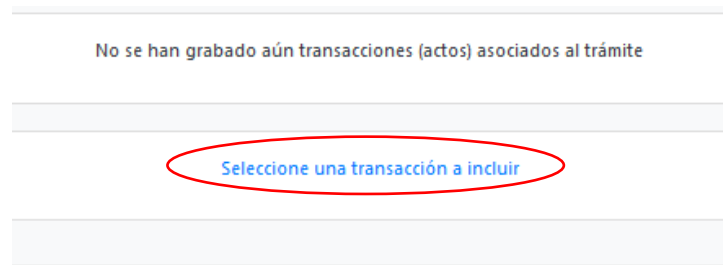 No se han grabado aún transacciones (actos) asociados al trámite
Seleccione una transacción a incluir